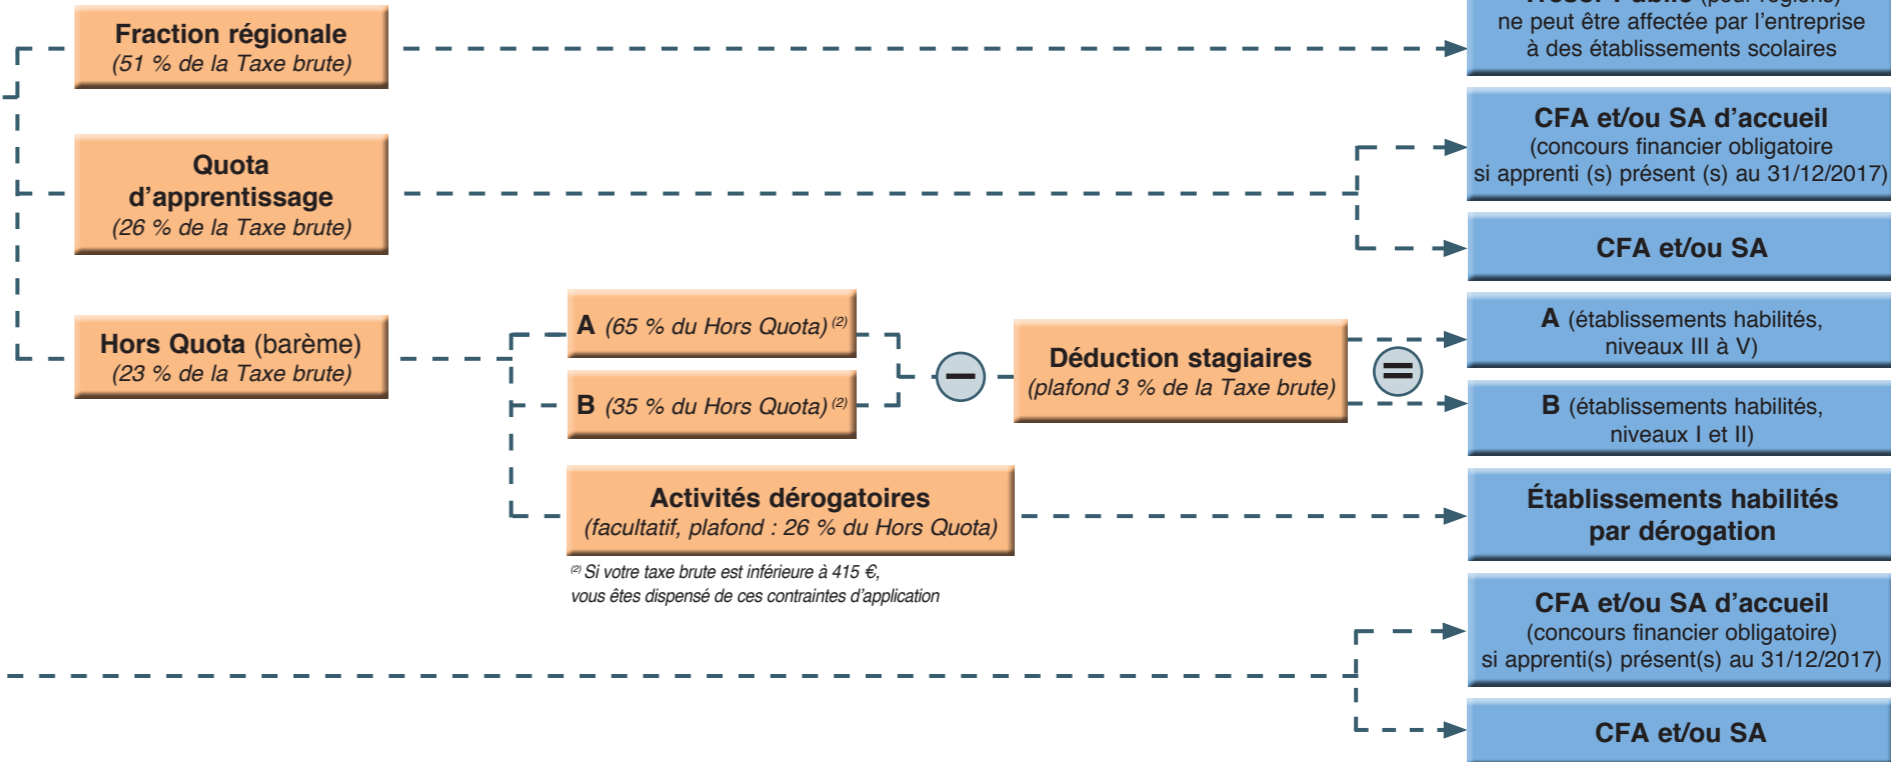 ne peut être affectée par l'entreprise
à des établissements scolaires
Fraction régionale
(51 % de la Taxe brute)
CFA et/ou SA d'accueil
(concours financier obligatoire
si apprenti (s) présent (s) au 31/12/2017)
Quota
d'apprentissage
(26 % de la Taxe brute)
CFA et/ou SA
Hors Quota (barème)
(23 % de la Taxe brute)
A (65 % du Hors Quota) (2)
B (35 % du Hors Quota) (2)
−
Déduction stagiaires
(plafond 3 % de la Taxe brute)
=
A (établissements habilités,
niveaux III à V)
B (établissements habilités,
niveaux I et II)
Activités dérogatoires
(facultatif, plafond : 26 % du Hors Quota)
Établissements habilités
par dérogation
(2) Si votre taxe brute est inférieure à 415 €,
vous êtes dispensé de ces contraintes d'application
CFA et/ou SA d'accueil
(concours financier obligatoire)
si apprenti(s) présent(s) au 31/12/2017)
CFA et/ou SA